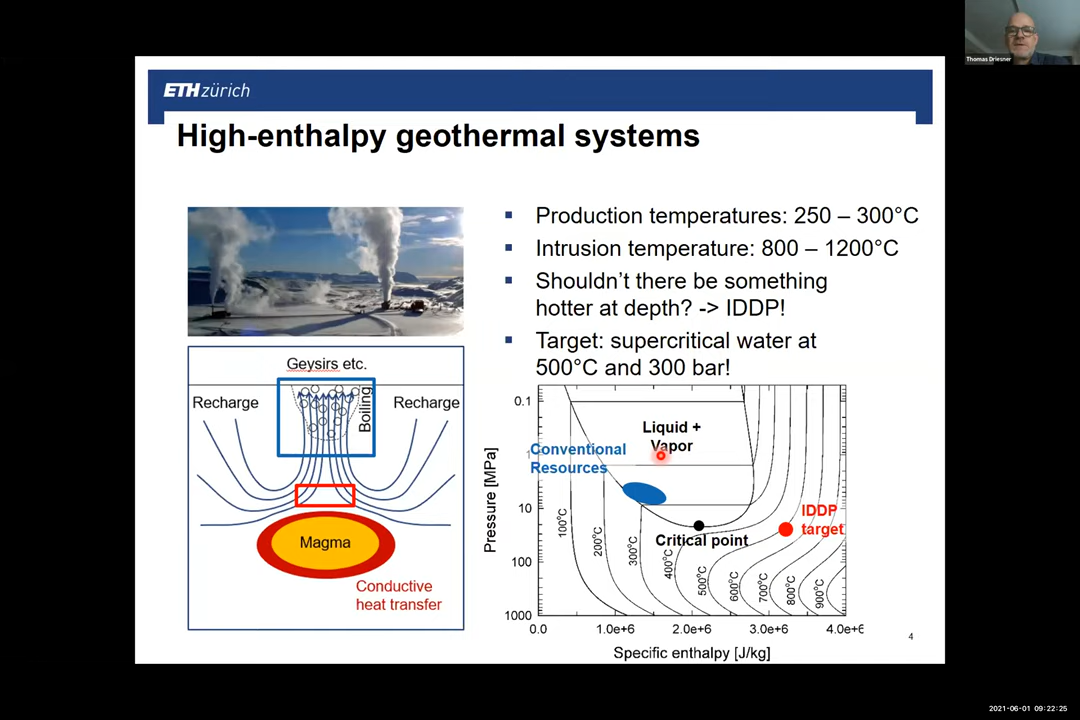 Thomas Driesner
ETH zürich
High-enthalpy geothermal systems
Production temperatures: 250 – 300°C
Intrusion temperature: 800 – 1200°C
Shouldn't there be something
hotter at depth? -> IDDP!
Target: supercritical water at
500°C and 300 bar!
Geysirs etc.
Recharge
Boiling
Recharge
Magma
Conductive
heat transfer
Pressure [MPa]
0.1
1
10
100
1000
Liquid +
Vapor
Conventional
Resources
IDDP
target
Critical point
100°C
200°C
300°C
400°C
500°C
600°C
700°C
800°C
900°C
0.0
1.0e+6
2.0e+6
3.0e+6
4.0e+6
Specific enthalpy [J/kg]
4
2021-06-01 09:22:25